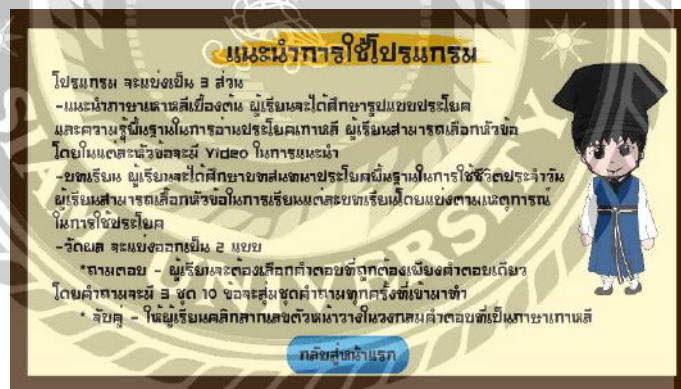 แนะนำการใช้โปรแกรม
โปรแกรม จะแบ่งเป็น 3 ส่วน
-แนะนำภาษาเกาหลีเบื้องต้น ผู้เรียนจะได้ศึกษารูปแบบประโยค
และความรู้พื้นฐานในการอ่านประโยคเกาหลี ผู้เรียนสามารถเลือกหัวข้อ
โดยในแต่ละหัวข้อจะมี Video ในการแนะนำ
-บทเรียน ผู้เรียนจะได้ศึกษาบทสนทนาประโยคพื้นฐานในการใช้ชีวิตประจำวัน
ผู้เรียนสามารถเลือกหัวข้อในการเรียนแต่ละบทเรียนโดยแบ่งตามเหตุการณ์
ในการใช้ประโยค
-วัดผล จะแบ่งออกเป็น 2 แบบ
*ถามตอบ - ผู้เรียนจะต้องเลือกคำตอบที่ถูกต้องเพียงคำตอบเดียว
โดยคำถามจะมี 3 ชุด 10 ข้อจะสุ่มชุดคำถามทุกครั้งที่เข้ามาทำ
* จับคู่ - ให้ผู้เรียนคลิกลากเลขตัวหน้าวางในวงกลมคำตอบที่เป็นภาษาเกาหลี
กลับสู่หน้าแรก
UNIVERSITY